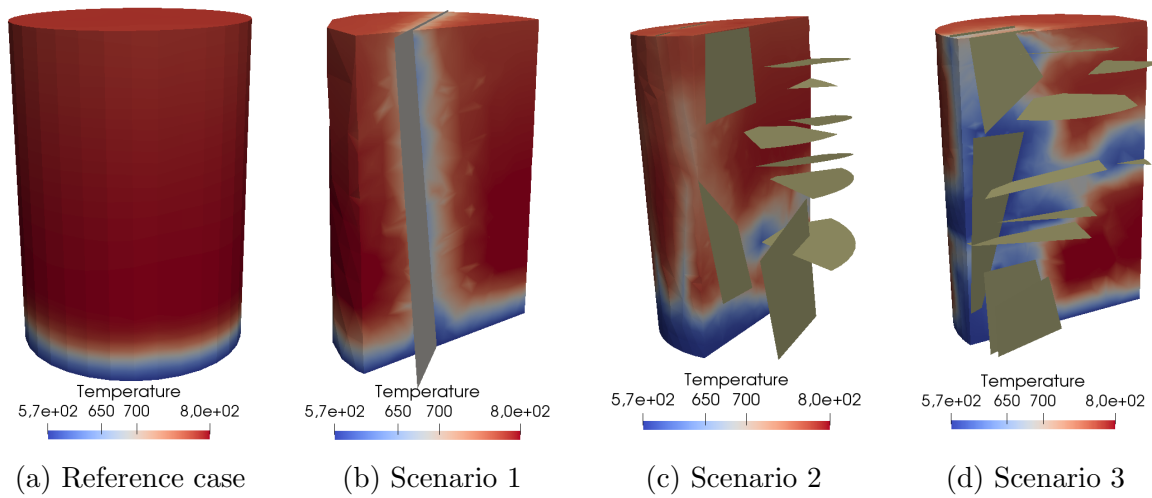 Temperature
5,7e+02 650 700 8,0e+02
(a) Reference case
Temperature
5,7e+02 650 700 8,0e+02
(b) Scenario 1
Temperature
5,7e+02 650 700 8,0e+02
(c) Scenario 2
Temperature
5,7e+02 650 700 8,0e+02
(d) Scenario 3